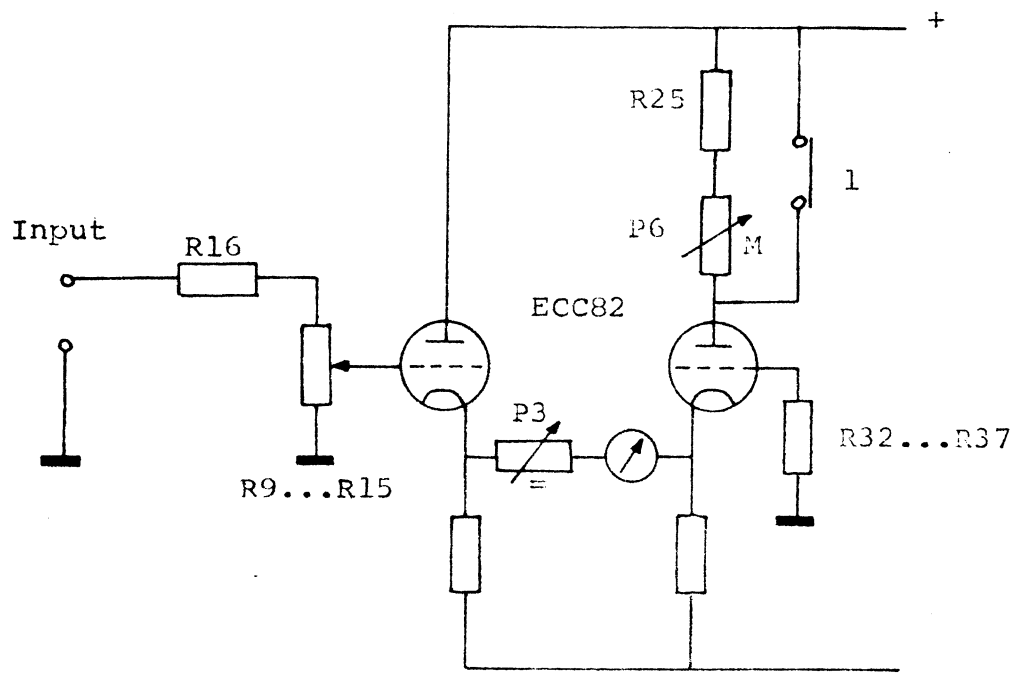 +
R25
1
P6
M
Input
R16
ECC82
P3
=
R32...R37
R9...R15